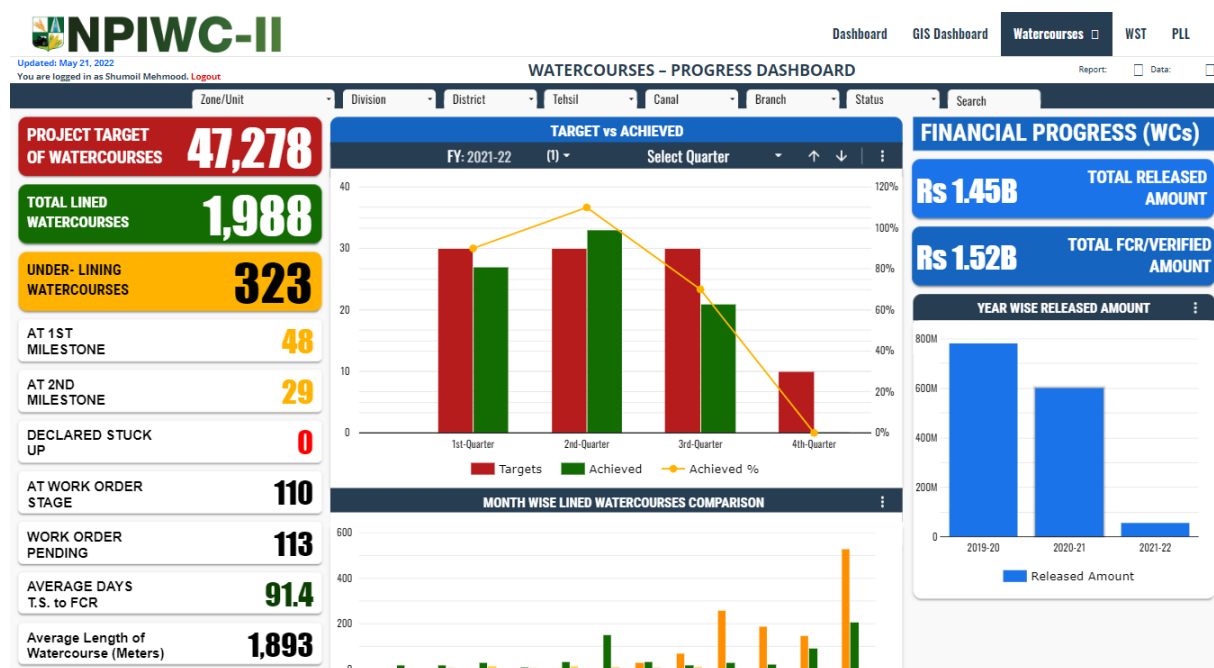 NPIWC-II
Dashboard
GIS Dashboard
Watercourses
WST
PLL
Updated: May 21, 2022
You are logged in as Shumoil Mehmood. Logout
WATERCOURSES – PROGRESS DASHBOARD
Report:
Data:
Zone/Unit
Division
District
Tehsil
Canal
Branch
Status
Search
PROJECT TARGET
OF WATERCOURSES
47,278
TOTAL LINED
WATERCOURSES
1,988
UNDER- LINING
WATERCOURSES
323
AT 1ST
MILESTONE
48
AT 2ND
MILESTONE
29
DECLARED STUCK
UP
0
AT WORK ORDER
STAGE
110
WORK ORDER
PENDING
113
AVERAGE DAYS
T.S. to FCR
91.4
Average Length of
Watercourse (Meters)
1,893
TARGET vs ACHIEVED
FY: 2021-22
(1)
Select Quarter
40
30
20
10
0
120%
100%
80%
60%
40%
20%
0%
1st-Quarter
2nd-Quarter
3rd-Quarter
4th-Quarter
Targets
Achieved
Achieved %
MONTH WISE LINED WATERCOURSES COMPARISON
600
400
200
0
FINANCIAL PROGRESS (WCs)
Rs 1.45B
TOTAL RELEASED
AMOUNT
Rs 1.52B
TOTAL FCR/VERIFIED
AMOUNT
YEAR WISE RELEASED AMOUNT
800M
600M
400M
200M
0
2019-20
2020-21
2021-22
Released Amount